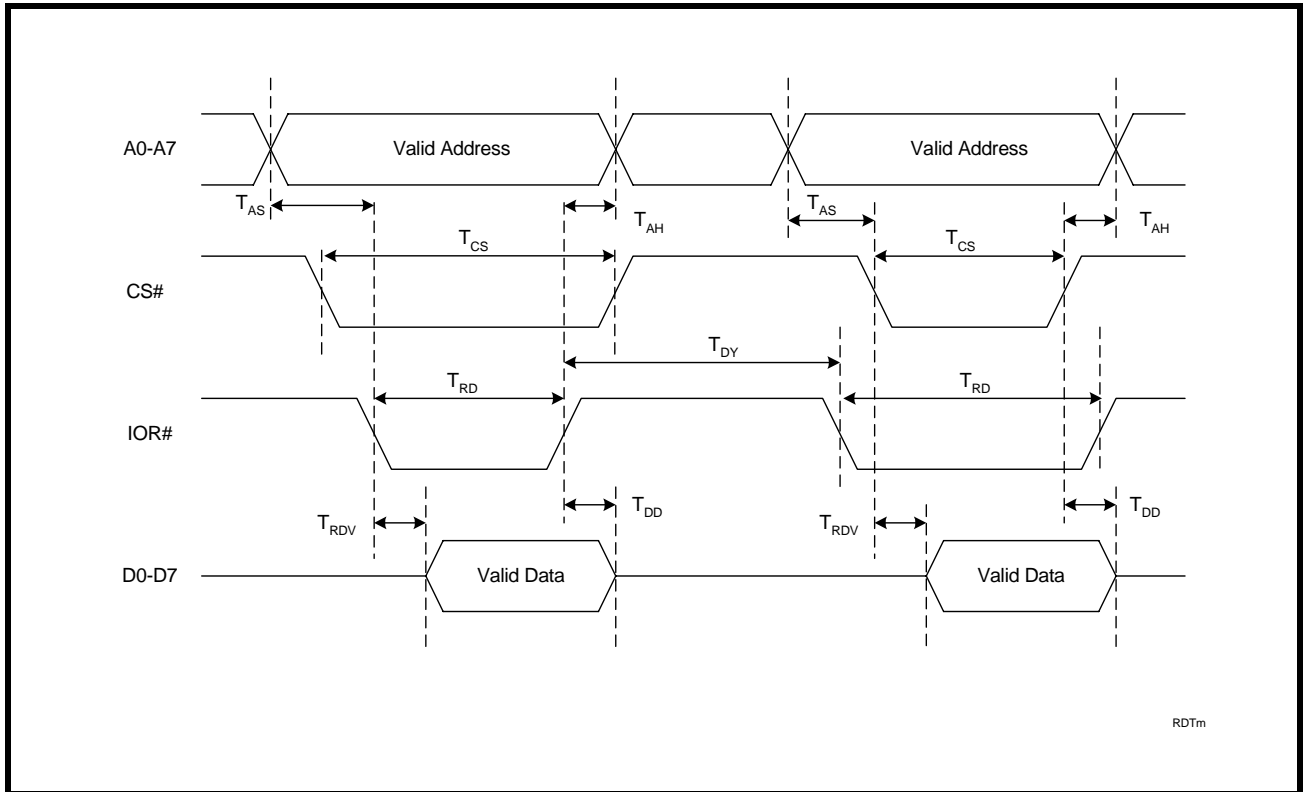 A0-A7
Valid Address
Valid Address
TAS
TAH
TAS
TAH
TCS
TCS
CS#
TDY
TRD
TRD
IOR#
TRDV
TDD
TRDV
TDD
D0-D7
Valid Data
Valid Data
RDTm